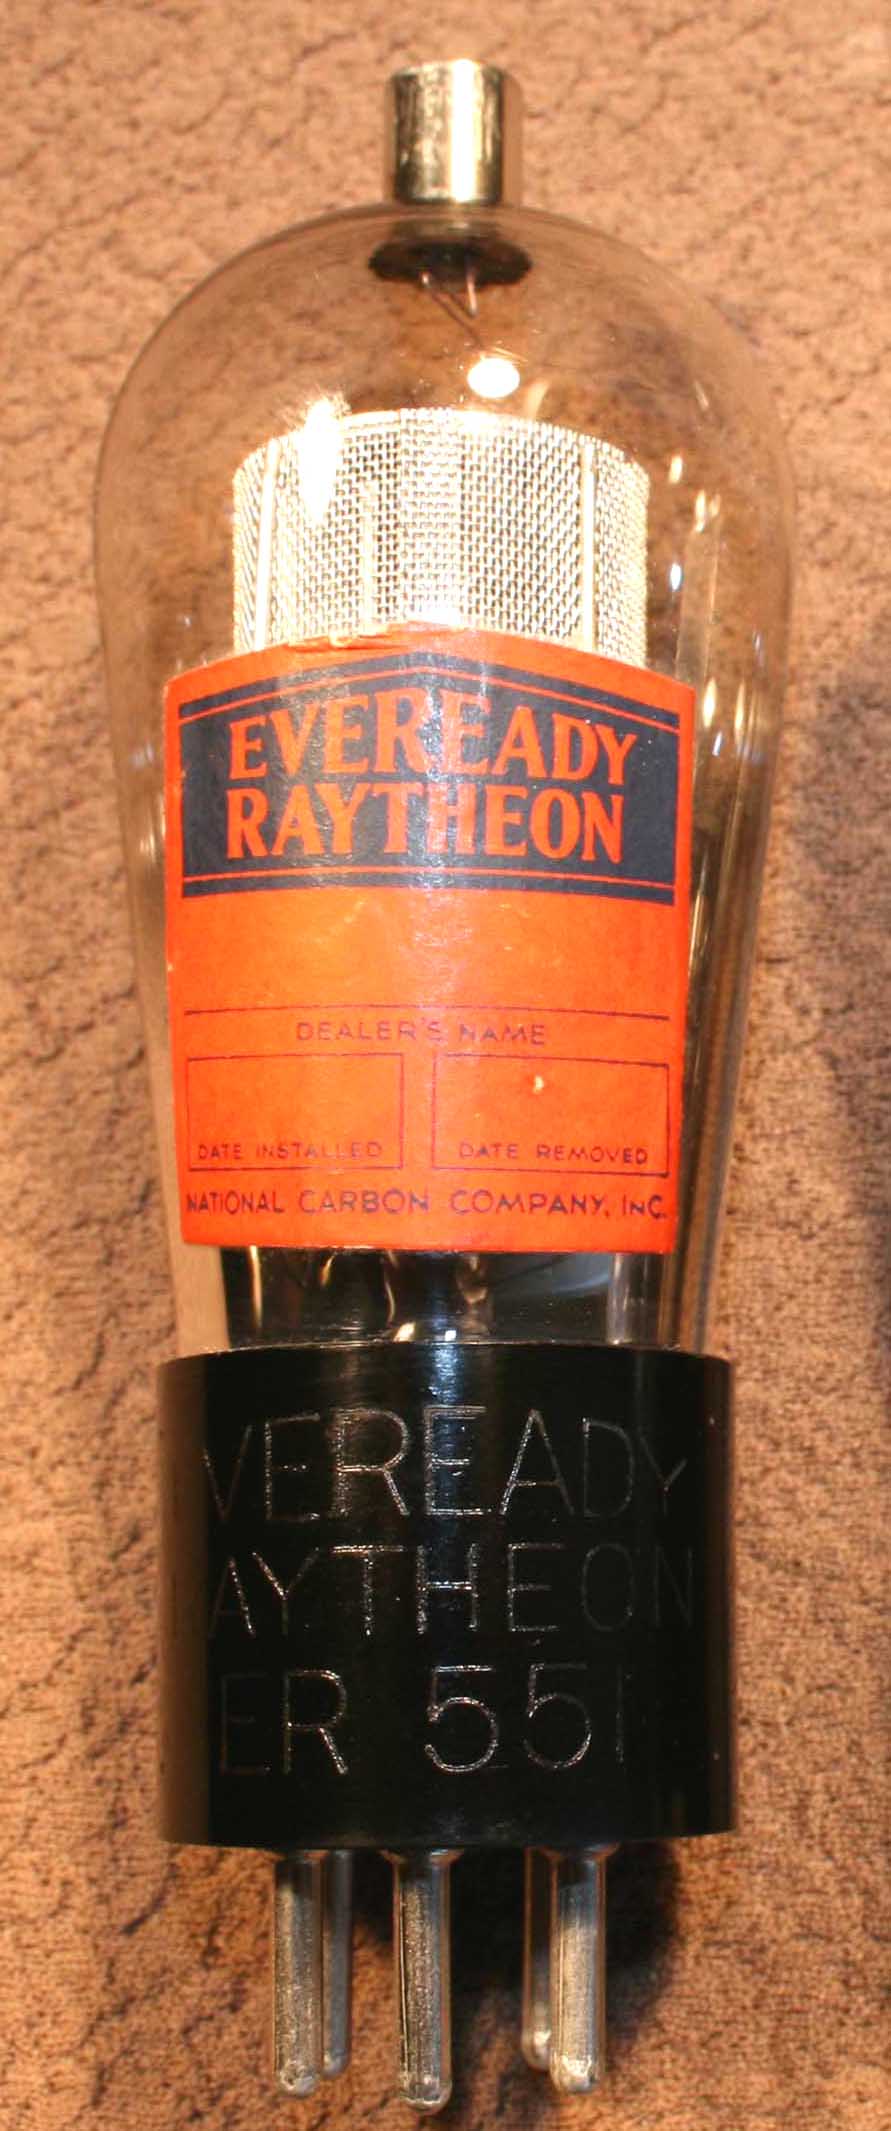 EVEREADY
RAYTHEON
DEALER'S NAME
DATE INSTALLED
DATE REMOVED
NATIONAL CARBON COMPANY, INC.
VEREADY
AYTHEON
ER 551